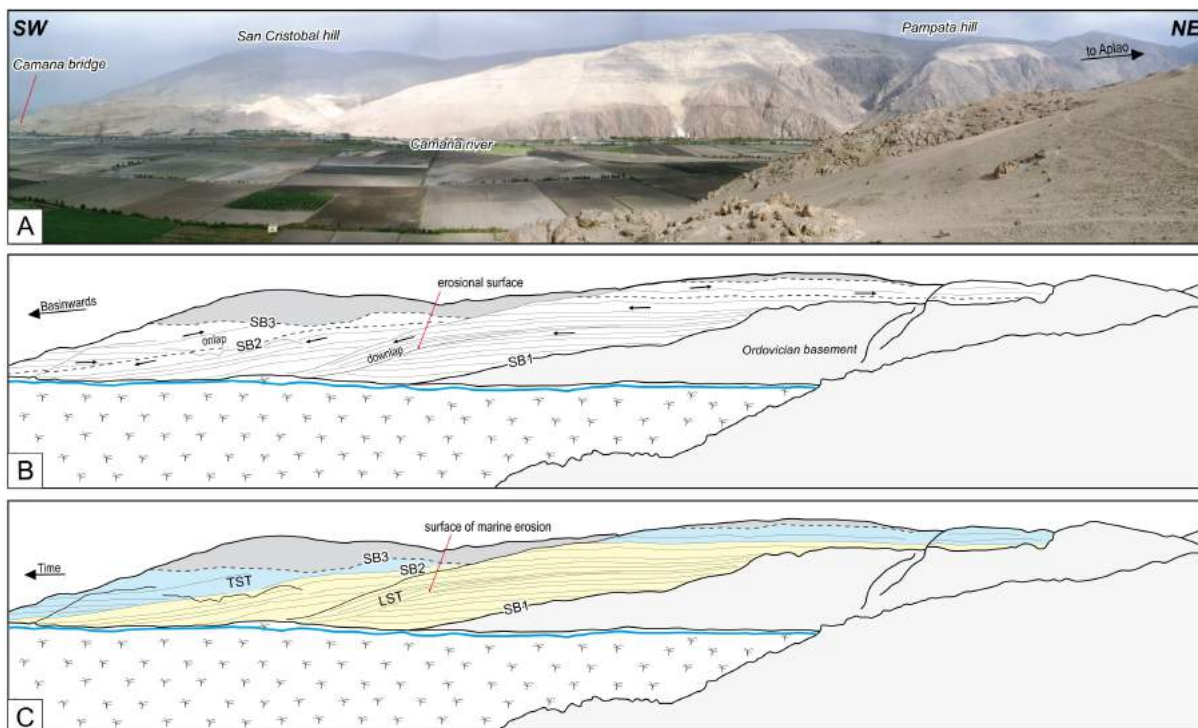 SW
San Cristobal hill
Pampata hill
NE
Camana bridge
to Aplao
Camana river
A
erosional surface
Basinwards
SB3
onlap
SB2
downlap
SB1
Ordovician basement
B
surface of marine erosion
Time
SB3
SB2
TST
LST
SB1
C